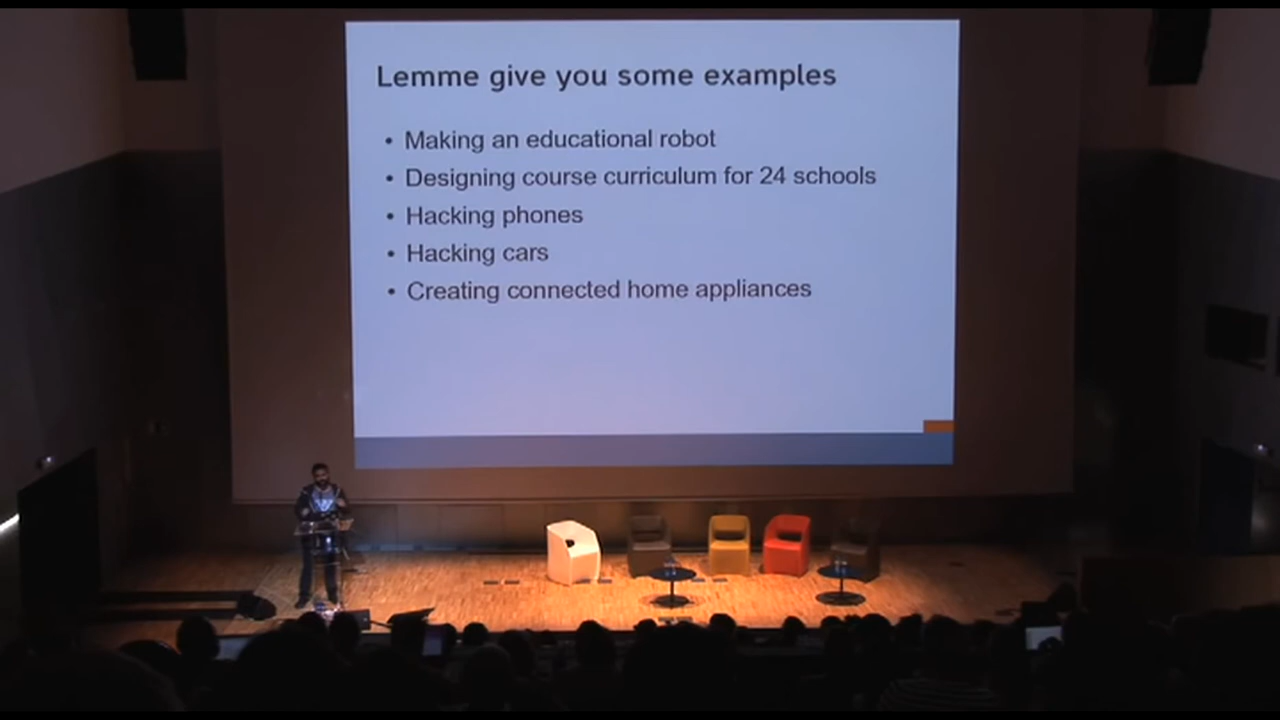 Lemme give you some examples
• Making an educational robot
• Designing course curriculum for 24 schools
• Hacking phones
• Hacking cars
• Creating connected home appliances